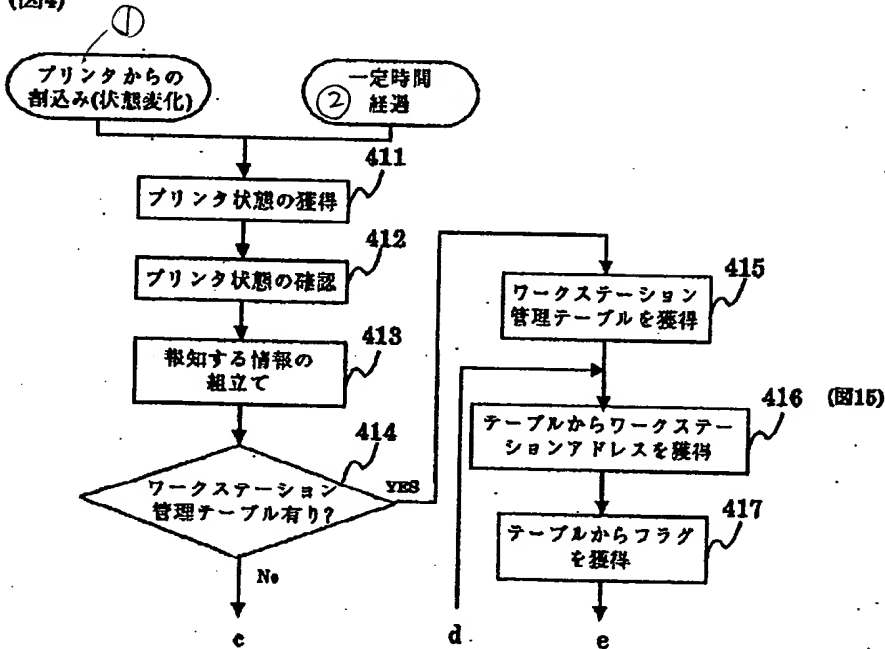 (図4)
①
プリンタからの
割込み(状態変化)
②
一定時間
経過
411
プリンタ状態の獲得
412
プリンタ状態の確認
413
報知する情報の
組立て
414
ワークステーション
管理テーブル有り?
YES
No
c
415
ワークステーション
管理テーブルを獲得
416 (図15)
テーブルからワークステー
ションアドレスを獲得
417
テーブルからフラグ
を獲得
d
e